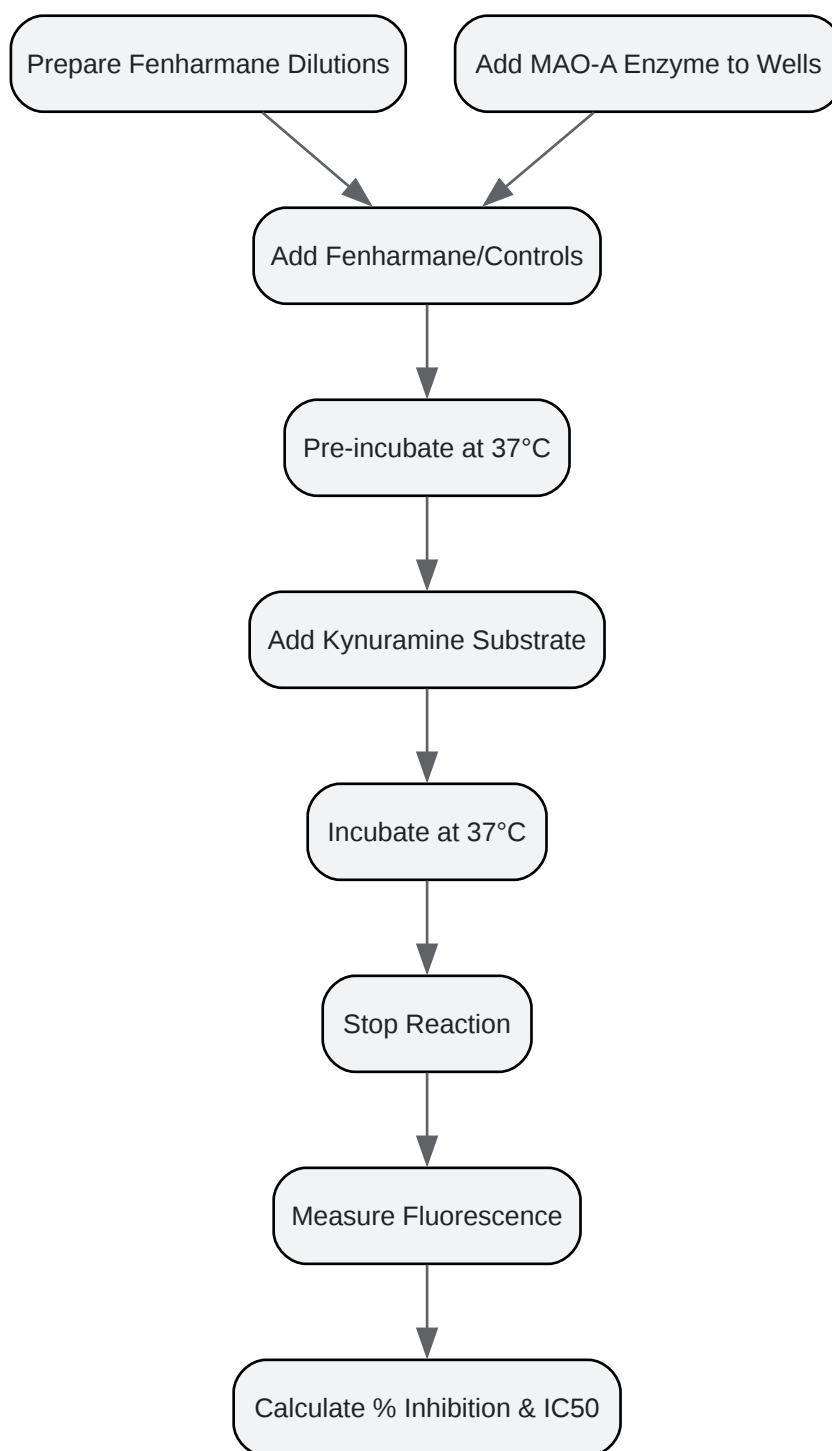 Prepare Fenharmane Dilutions
Add MAO-A Enzyme to Wells
Add Fenharmane/Controls
Pre-incubate at 37°C
Add Kynuramine Substrate
Incubate at 37°C
Stop Reaction
Measure Fluorescence
Calculate % Inhibition & IC50